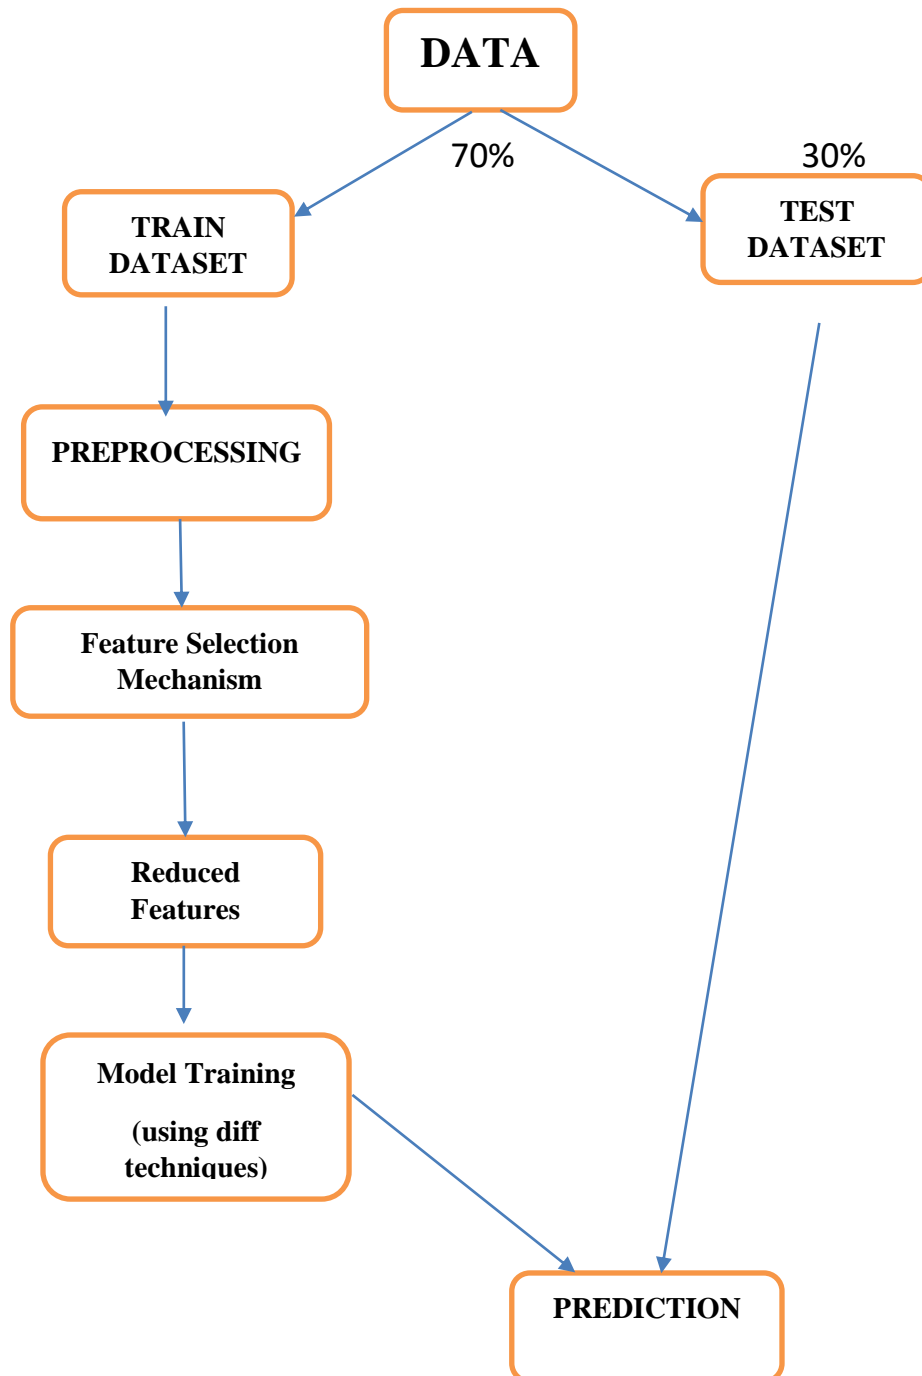 DATA
70%
30%
TRAIN
DATASET
TEST
DATASET
PREPROCESSING
Feature Selection
Mechanism
Reduced
Features
Model Training
(using diff
techniques)
PREDICTION